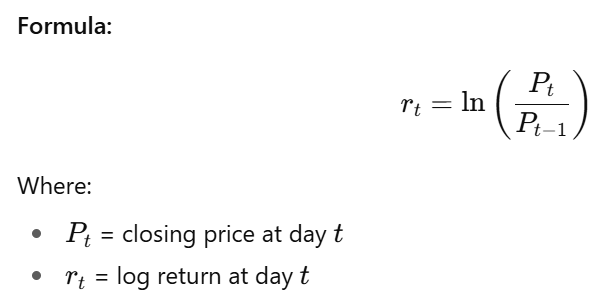 Formula:
r_t = ln(P_t / P_{t−1})
Where:
• P_t = closing price at day t
• r_t = log return at day t